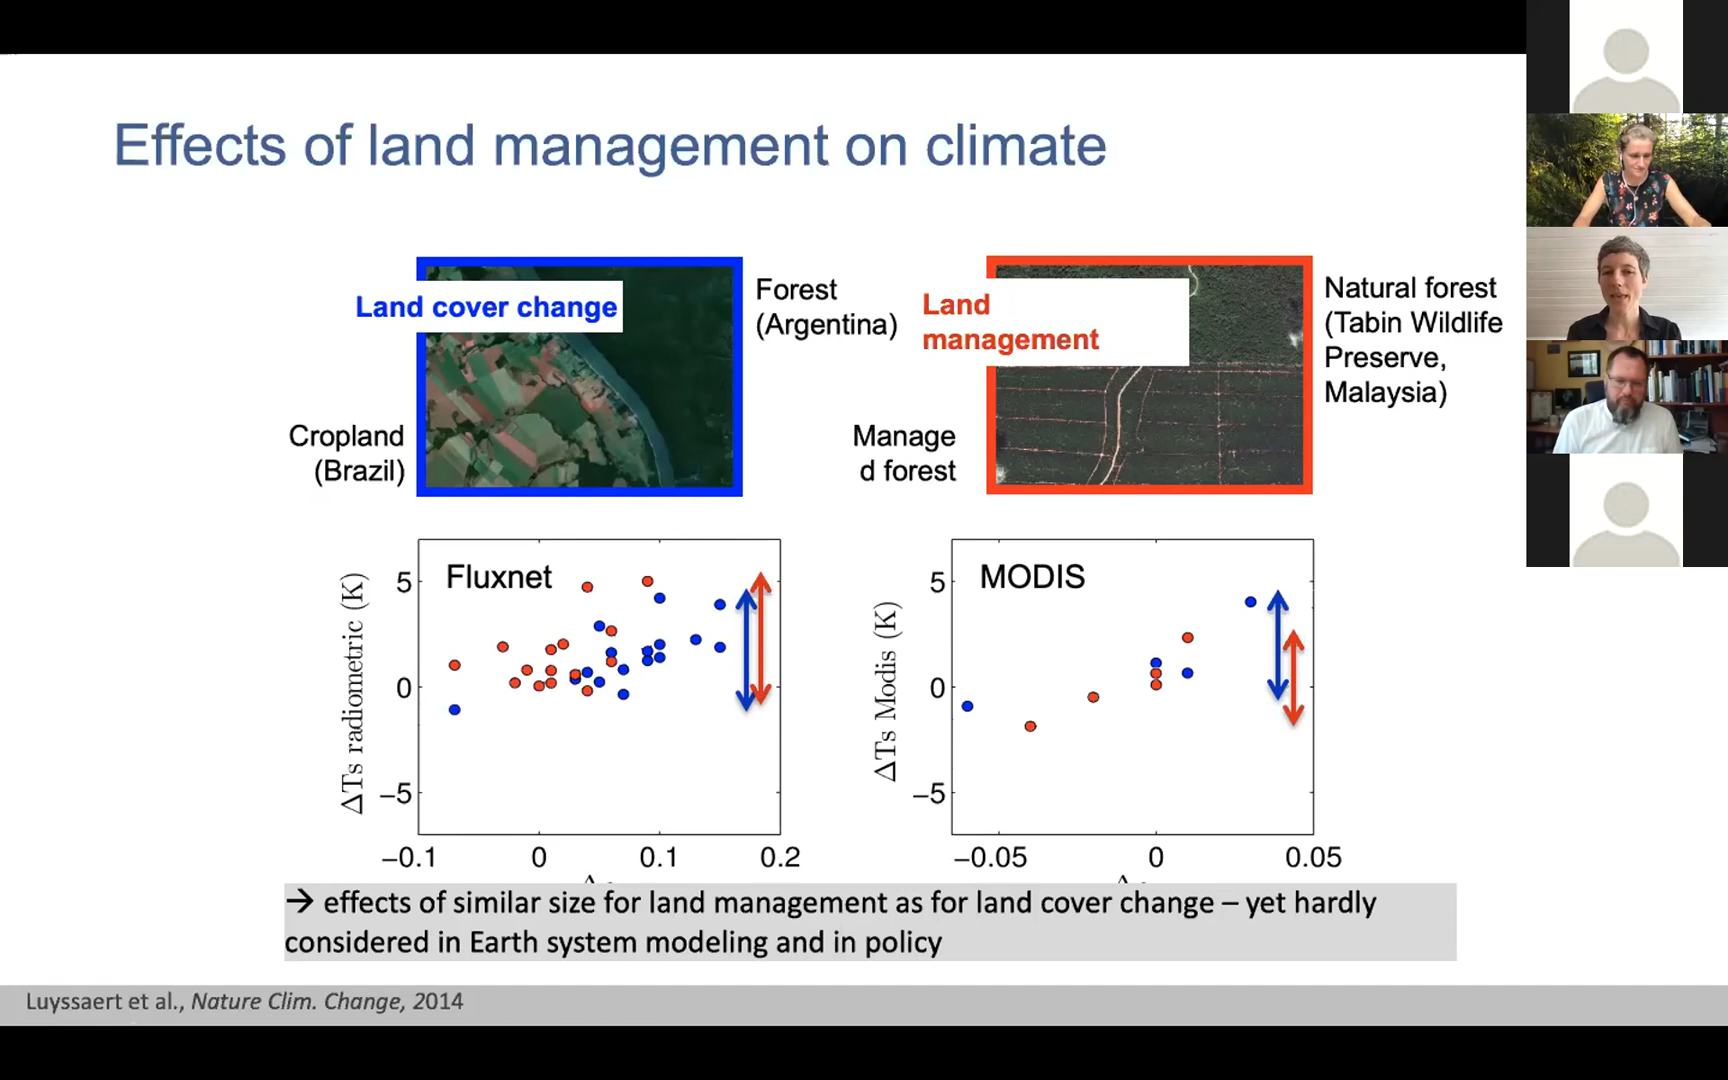 Effects of land management on climate
Land cover change
Forest
(Argentina)
Cropland
(Brazil)
Land
management
Natural forest
(Tabin Wildlife
Preserve,
Malaysia)
Manage
d forest
Fluxnet
ΔTs radiometric (K)
5
0
−5
−0.1 0 0.1 0.2
MODIS
ΔTs Modis (K)
5
0
−5
−0.05 0 0.05
→ effects of similar size for land management as for land cover change – yet hardly
considered in Earth system modeling and in policy
Luyssaert et al., Nature Clim. Change, 2014